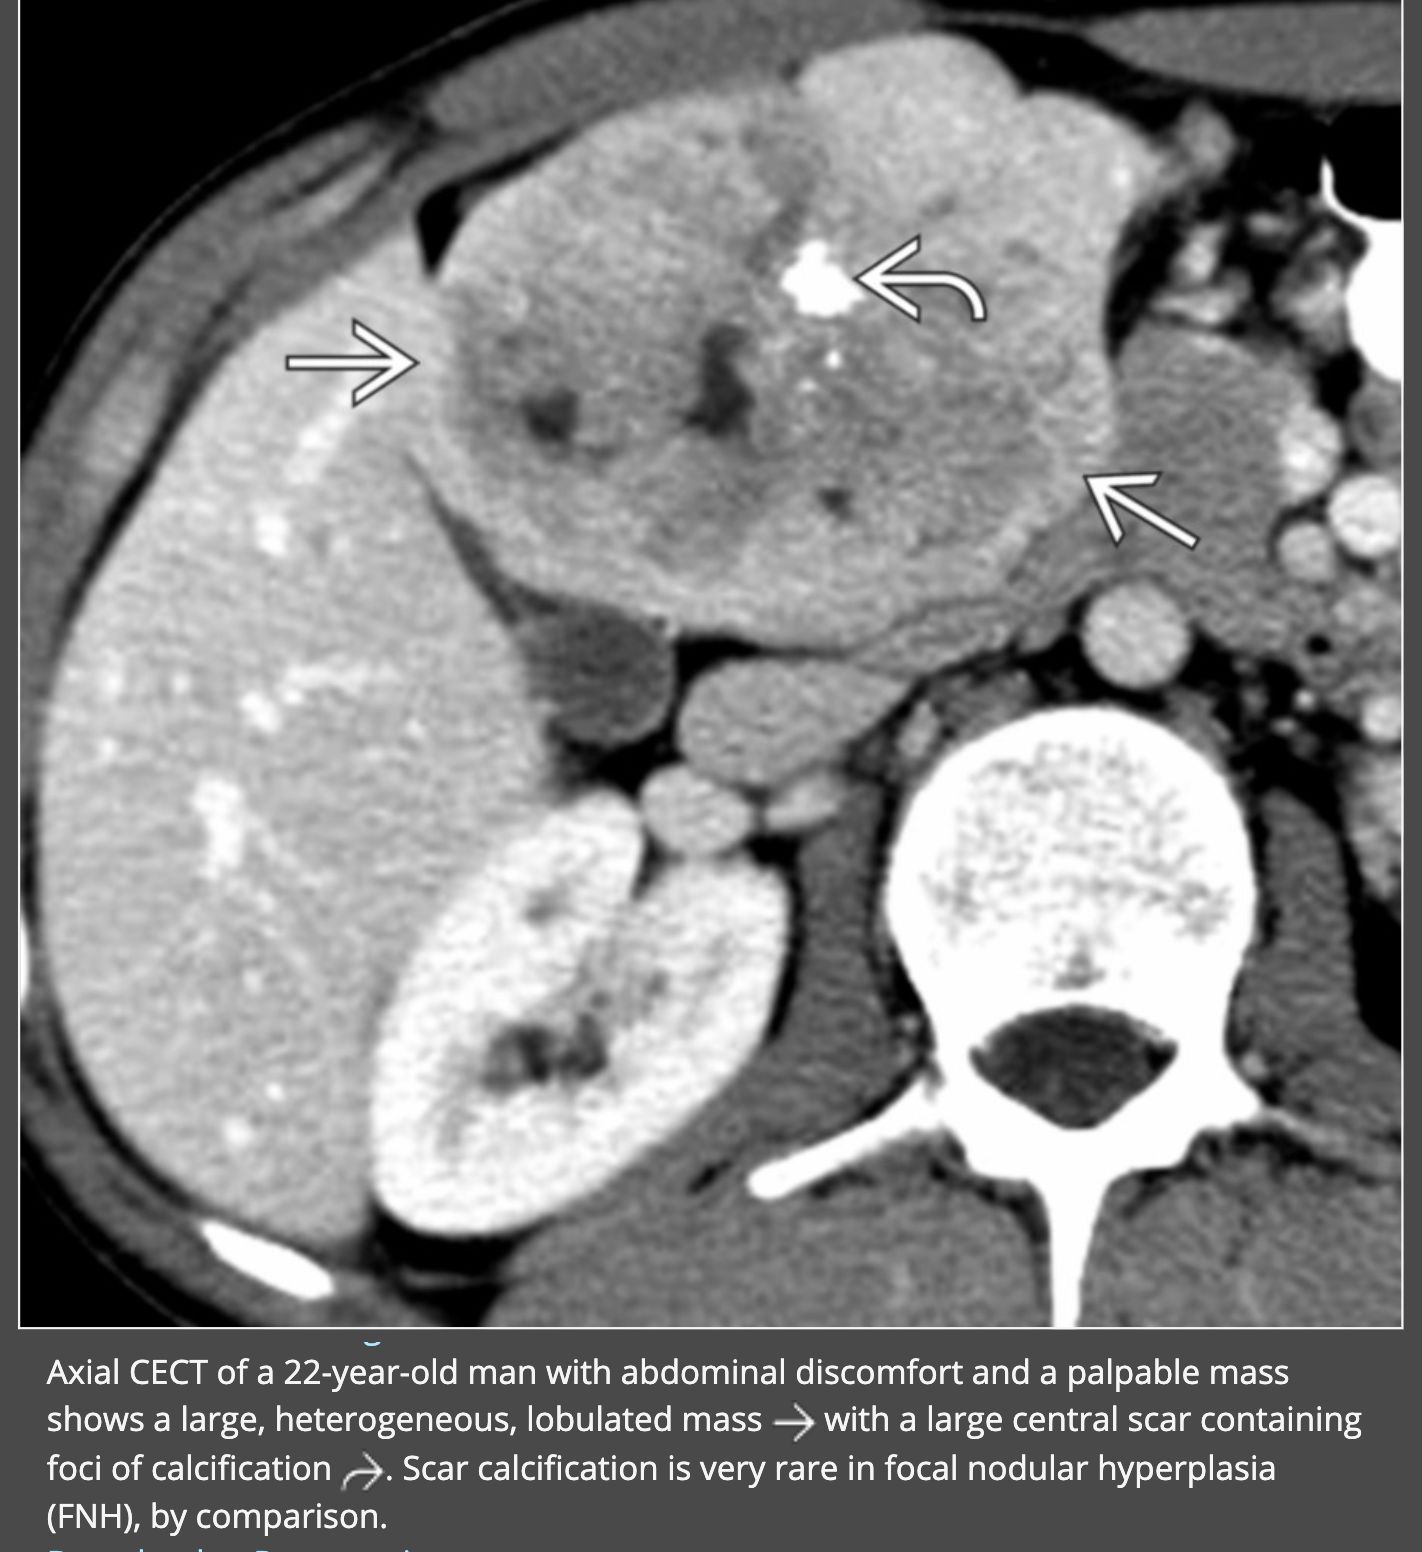 Axial CECT of a 22-year-old man with abdominal discomfort and a palpable mass
shows a large, heterogeneous, lobulated mass → with a large central scar containing
foci of calcification ↷. Scar calcification is very rare in focal nodular hyperplasia
(FNH), by comparison.